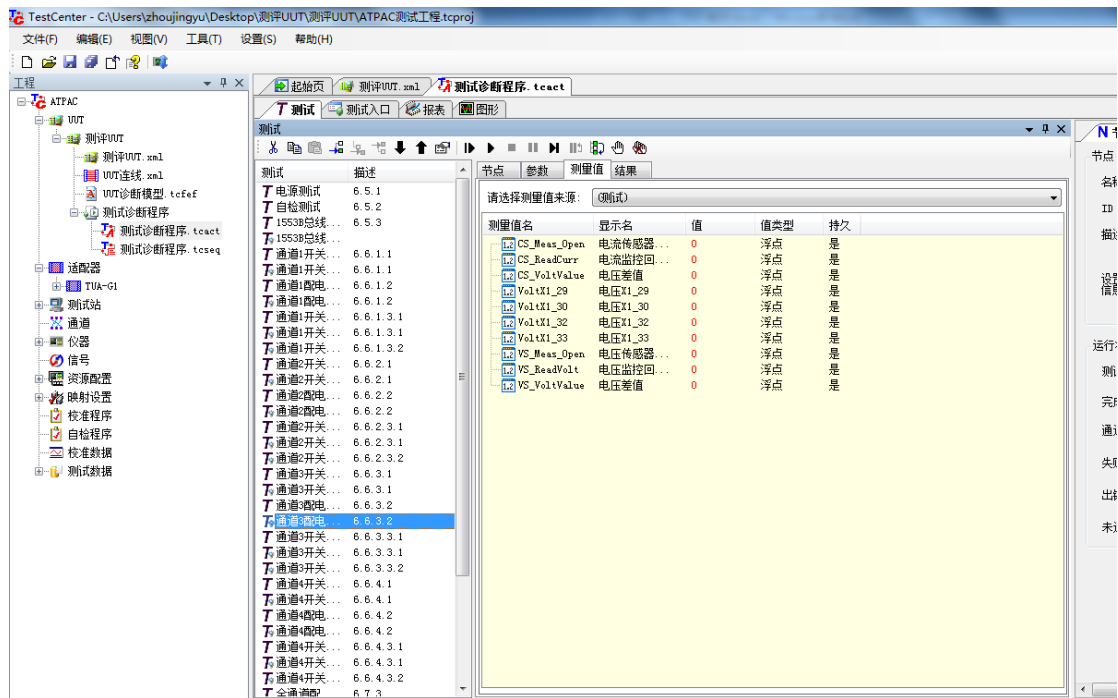 TestCenter - C:\Users\zhoujingyu\Desktop\测评UUT\测评UUT\ATPAC测试工程.tcproj
文件(F) 编辑(E) 视图(V) 工具(T) 设置(S) 帮助(H)
工程
ATPAC
UUT
测评UUT
测评UUT.xml
UUT连线.xml
UUT诊断模型.tcfef
测试诊断程序
测试诊断程序.tcact
测试诊断程序.tcseq
适配器
TUA-G1
测试站
通道
仪器
信号
资源配置
映射设置
校准程序
自检程序
校准数据
测试数据
起始页 测评UUT.xml 测试诊断程序.tcact
测试 测试入口 报表 图形
测试
测试 描述
电源测试 6.5.1
自检测试 6.5.2
1553B总线... 6.5.3
1553B总线...
通道1开关... 6.6.1.1
通道1开关... 6.6.1.1
通道1配电... 6.6.1.2
通道1配电... 6.6.1.2
通道1开关... 6.6.1.3.1
通道1开关... 6.6.1.3.1
通道1开关... 6.6.1.3.2
通道2开关... 6.6.2.1
通道2开关... 6.6.2.1
通道2配电... 6.6.2.2
通道2配电... 6.6.2.2
通道2开关... 6.6.2.3.1
通道2开关... 6.6.2.3.1
通道2开关... 6.6.2.3.2
通道3开关... 6.6.3.1
通道3开关... 6.6.3.1
通道3配电... 6.6.3.2
通道3配电... 6.6.3.2
通道3开关... 6.6.3.3.1
通道3开关... 6.6.3.3.1
通道3开关... 6.6.3.3.2
通道4开关... 6.6.4.1
通道4开关... 6.6.4.1
通道4配电... 6.6.4.2
通道4配电... 6.6.4.2
通道4开关... 6.6.4.3.1
通道4开关... 6.6.4.3.1
通道4开关... 6.6.4.3.2
全通道配 6.7.3
节点 参数 测量值 结果
请选择测量值来源: (测试)
测量值名 显示名 值 值类型 持久
CS_Meas_Open 电流传感器... 0 浮点 是
CS_ReadCurr 电流监控回... 0 浮点 是
CS_VoltValue 电压差值 0 浮点 是
VoltX1_29 电压X1_29 0 浮点 是
VoltX1_30 电压X1_30 0 浮点 是
VoltX1_32 电压X1_32 0 浮点 是
VoltX1_33 电压X1_33 0 浮点 是
VS_Meas_Open 电压传感器... 0 浮点 是
VS_ReadVolt 电压监控回... 0 浮点 是
VS_VoltValue 电压差值 0 浮点 是
N
节点
名称
ID
描述
设置
信息
运行
测
完成
通
失
出
未